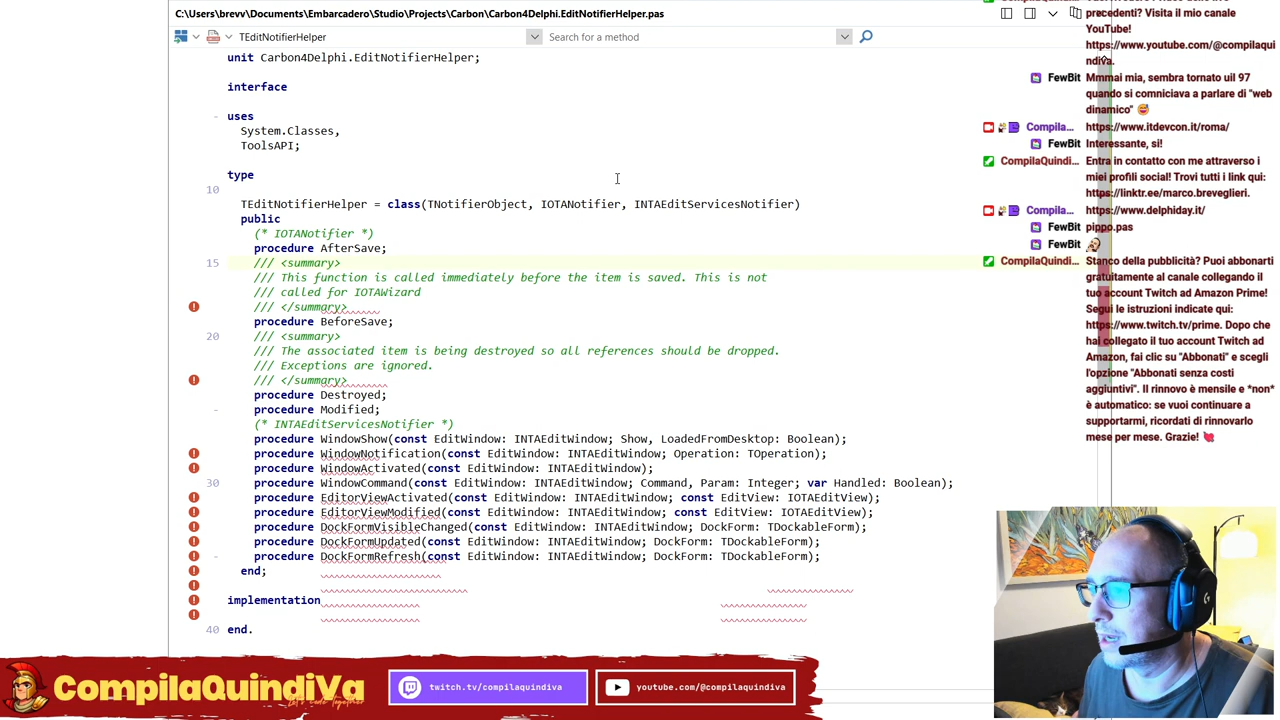 C:\Users\brevv\Documents\Embarcadero\Studio\Projects\Carbon\Carbon4Delphi.EditNotifierHelper.pas
TEditNotifierHelper
Search for a method
unit Carbon4Delphi.EditNotifierHelper;
interface
uses
System.Classes,
ToolsAPI;
type
10
TEditNotifierHelper = class(TNotifierObject, IOTANotifier, INTAEditServicesNotifier)
public
(* IOTANotifier *)
procedure AfterSave;
15 /// <summary>
/// This function is called immediately before the item is saved. This is not
/// called for IOTAWizard
/// </summary>
procedure BeforeSave;
20 /// <summary>
/// The associated item is being destroyed so all references should be dropped.
/// Exceptions are ignored.
/// </summary>
procedure Destroyed;
procedure Modified;
(* INTAEditServicesNotifier *)
procedure WindowShow(const EditWindow: INTAEditWindow; Show, LoadedFromDesktop: Boolean);
procedure WindowNotification(const EditWindow: INTAEditWindow; Operation: TOperation);
procedure WindowActivated(const EditWindow: INTAEditWindow);
30 procedure WindowCommand(const EditWindow: INTAEditWindow; Command, Param: Integer; var Handled: Boolean);
procedure EditorViewActivated(const EditWindow: INTAEditWindow; const EditView: IOTAEditView);
procedure EditorViewModified(const EditWindow: INTAEditWindow; const EditView: IOTAEditView);
procedure DockFormVisibleChanged(const EditWindow: INTAEditWindow; DockForm: TDockableForm);
procedure DockFormUpdated(const EditWindow: INTAEditWindow; DockForm: TDockableForm);
procedure DockFormRefresh(const EditWindow: INTAEditWindow; DockForm: TDockableForm);
end;
implementation
40 end.
precedenti? Visita il mio canale
YouTube!
https://www.youtube.com/@compilaqui
ndiva.
FewBit Mmmai mia, sembra tornato uil 97
quando si comniciava a parlare di "web
dinamico"
Compila... https://www.itdevcon.it/roma/
FewBit Interessante, si!
CompilaQuindi... Entra in contatto con me attraverso i
miei profili social! Trovi tutti i link qui:
https://linktr.ee/marco.breveglieri.
Compila... https://www.delphiday.it/
FewBit pippo.pas
FewBit
CompilaQuindi... Stanco della pubblicità? Puoi abbonarti
gratuitamente al canale collegando il
tuo account Twitch ad Amazon Prime!
Segui le istruzioni indicate qui:
https://www.twitch.tv/prime. Dopo che
hai collegato il tuo account Twitch ad
Amazon, fai clic su "Abbonati" e scegli
l'opzione "Abbonati senza costi
aggiuntivi". Il rinnovo è mensile e *non*
è automatico: se vuoi continuare a
supportarmi, ricordati di rinnovarlo
mese per mese. Grazie!
CompilaQuindiVa
Let's code together
twitch.tv/compilaquindiva
youtube.com/@compilaquindiva